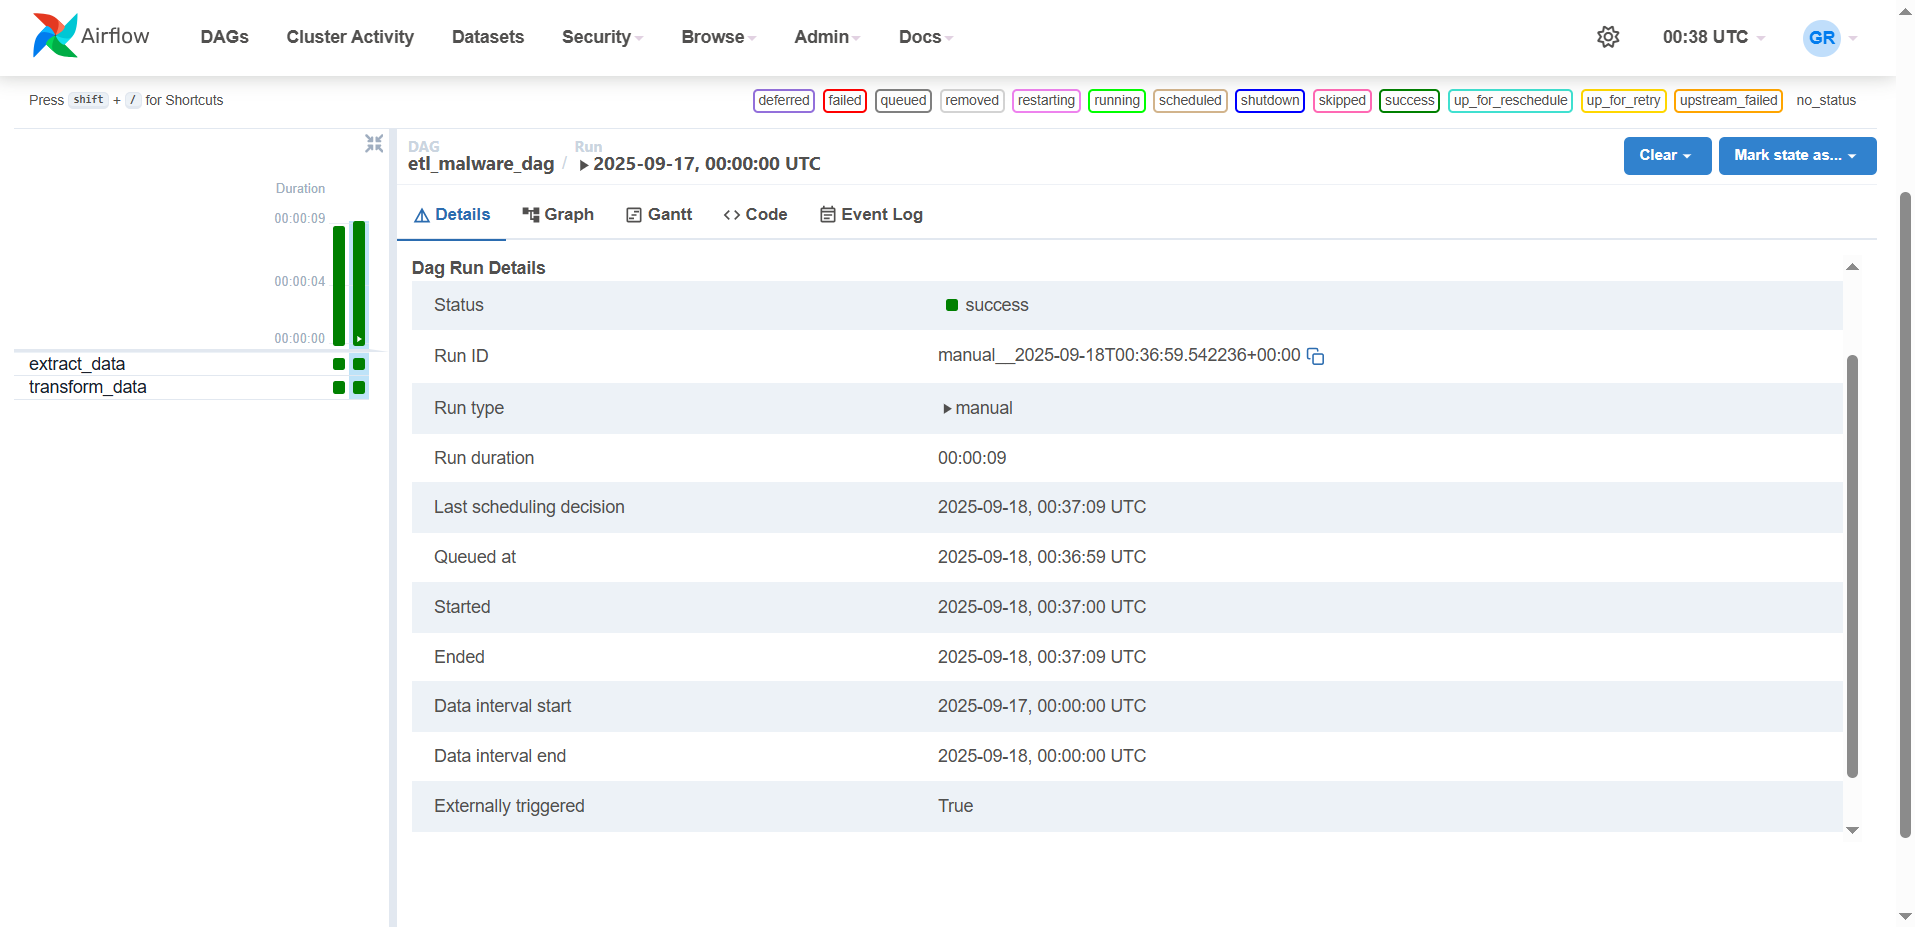 Airflow DAGs Cluster Activity Datasets Security Browse Admin Docs 00:38 UTC GR
Press shift + / for Shortcuts
deferred failed queued removed restarting running scheduled shutdown skipped success up_for_reschedule up_for_retry upstream_failed no_status
Duration
00:00:09
00:00:04
00:00:00
extract_data
transform_data
DAG
etl_malware_dag
/
Run
2025-09-17, 00:00:00 UTC
Clear
Mark state as...
Details Graph Gantt Code Event Log
Dag Run Details
Status success
Run ID manual__2025-09-18T00:36:59.542236+00:00
Run type manual
Run duration 00:00:09
Last scheduling decision 2025-09-18, 00:37:09 UTC
Queued at 2025-09-18, 00:36:59 UTC
Started 2025-09-18, 00:37:00 UTC
Ended 2025-09-18, 00:37:09 UTC
Data interval start 2025-09-17, 00:00:00 UTC
Data interval end 2025-09-18, 00:00:00 UTC
Externally triggered True